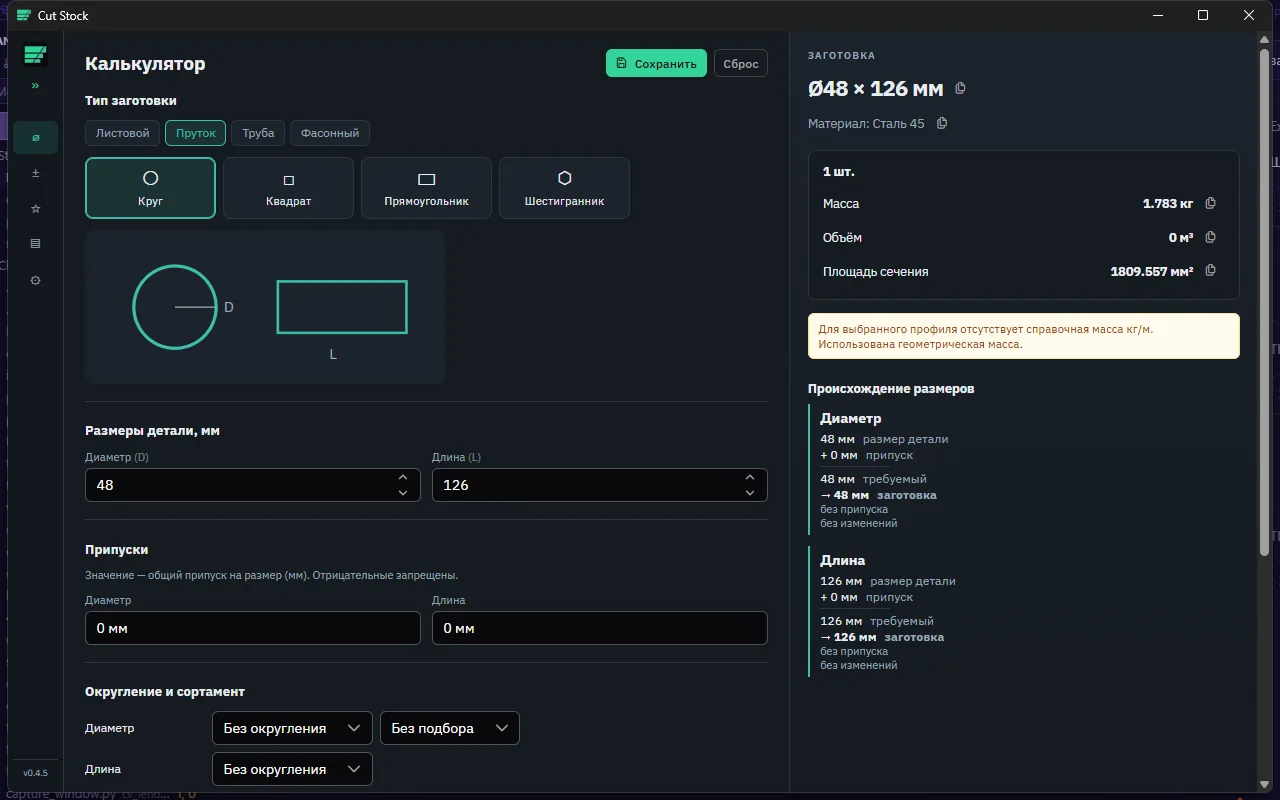 Cut Stock
Калькулятор
Сохранить
Сброс
Тип заготовки
Листовой
Пруток
Труба
Фасонный
Круг
Квадрат
Прямоугольник
Шестигранник
D
L
Размеры детали, мм
Диаметр (D)
Длина (L)
48
126
Припуски
Значение — общий припуск на размер (мм). Отрицательные запрещены.
Диаметр
Длина
0 мм
0 мм
Округление и сортамент
Диаметр
Без округления
Без подбора
Длина
Без округления
v0.4.5
ЗАГОТОВКА
Ø48 × 126 мм
Материал: Сталь 45
1 шт.
Масса
1.783 кг
Объём
0 м³
Площадь сечения
1809.557 мм²
Для выбранного профиля отсутствует справочная масса кг/м.
Использована геометрическая масса.
Происхождение размеров
Диаметр
48 мм размер детали
+ 0 мм припуск
48 мм требуемый
→ 48 мм заготовка
без припуска
без изменений
Длина
126 мм размер детали
+ 0 мм припуск
126 мм требуемый
→ 126 мм заготовка
без припуска
без изменений